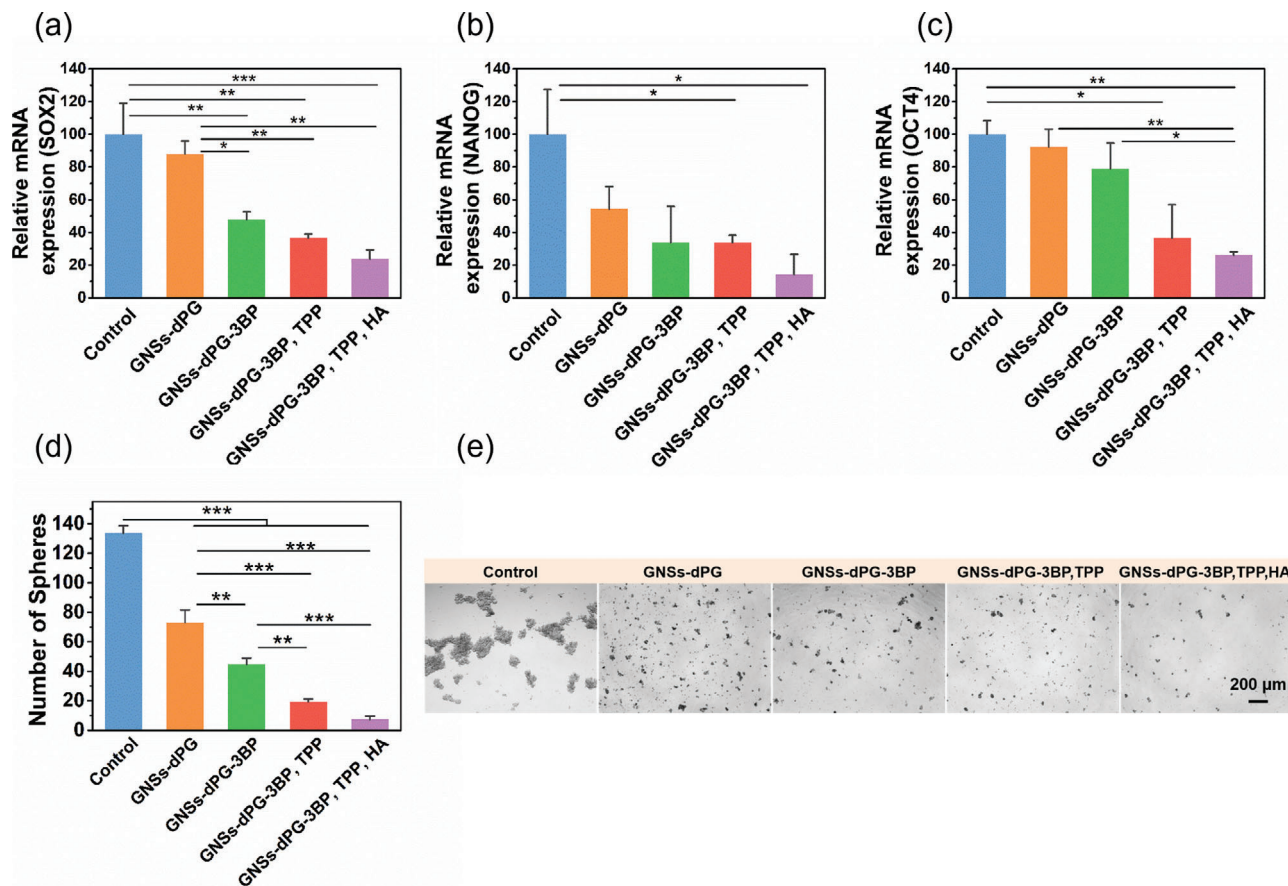 (a)
Relative mRNA
expression (SOX2)
140
120
100
80
60
40
20
0
***
**
**
**
**
*
Control
GNSs-dPG
GNSs-dPG-3BP
GNSs-dPG-3BP, TPP
GNSs-dPG-3BP, TPP, HA
(b)
Relative mRNA
expression (NANOG)
140
120
100
80
60
40
20
0
*
*
Control
GNSs-dPG
GNSs-dPG-3BP
GNSs-dPG-3BP, TPP
GNSs-dPG-3BP, TPP, HA
(c)
Relative mRNA
expression (OCT4)
140
120
100
80
60
40
20
0
**
*
**
*
Control
GNSs-dPG
GNSs-dPG-3BP
GNSs-dPG-3BP, TPP
GNSs-dPG-3BP, TPP, HA
(d)
Number of Spheres
140
120
100
80
60
40
20
0
***
***
***
**
***
**
Control
GNSs-dPG
GNSs-dPG-3BP
GNSs-dPG-3BP, TPP
GNSs-dPG-3BP, TPP, HA
(e)
Control
GNSs-dPG
GNSs-dPG-3BP
GNSs-dPG-3BP,TPP
GNSs-dPG-3BP,TPP,HA
200 µm